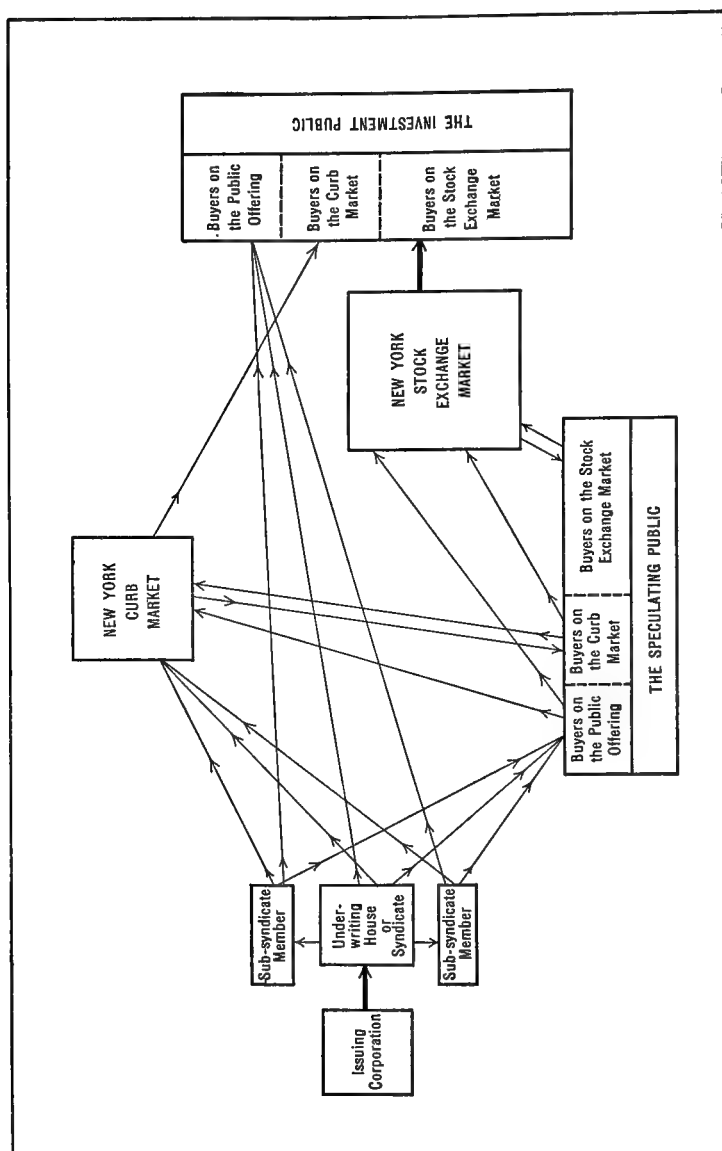 Issuing
Corporation
Sub-syndicate
Member
Under-
writing
House
or
Syndicate
Sub-syndicate
Member
NEW YORK
CURB
MARKET
Buyers on
the Public
Offering
Buyers on
the Curb
Market
Buyers on the Stock
Exchange Market
THE SPECULATING PUBLIC
NEW YORK
STOCK
EXCHANGE
MARKET
. Buyers on
the Public
Offering
Buyers on
the Curb
Market
Buyers on
the Stock
Exchange
Market
THE INVESTMENT PUBLIC